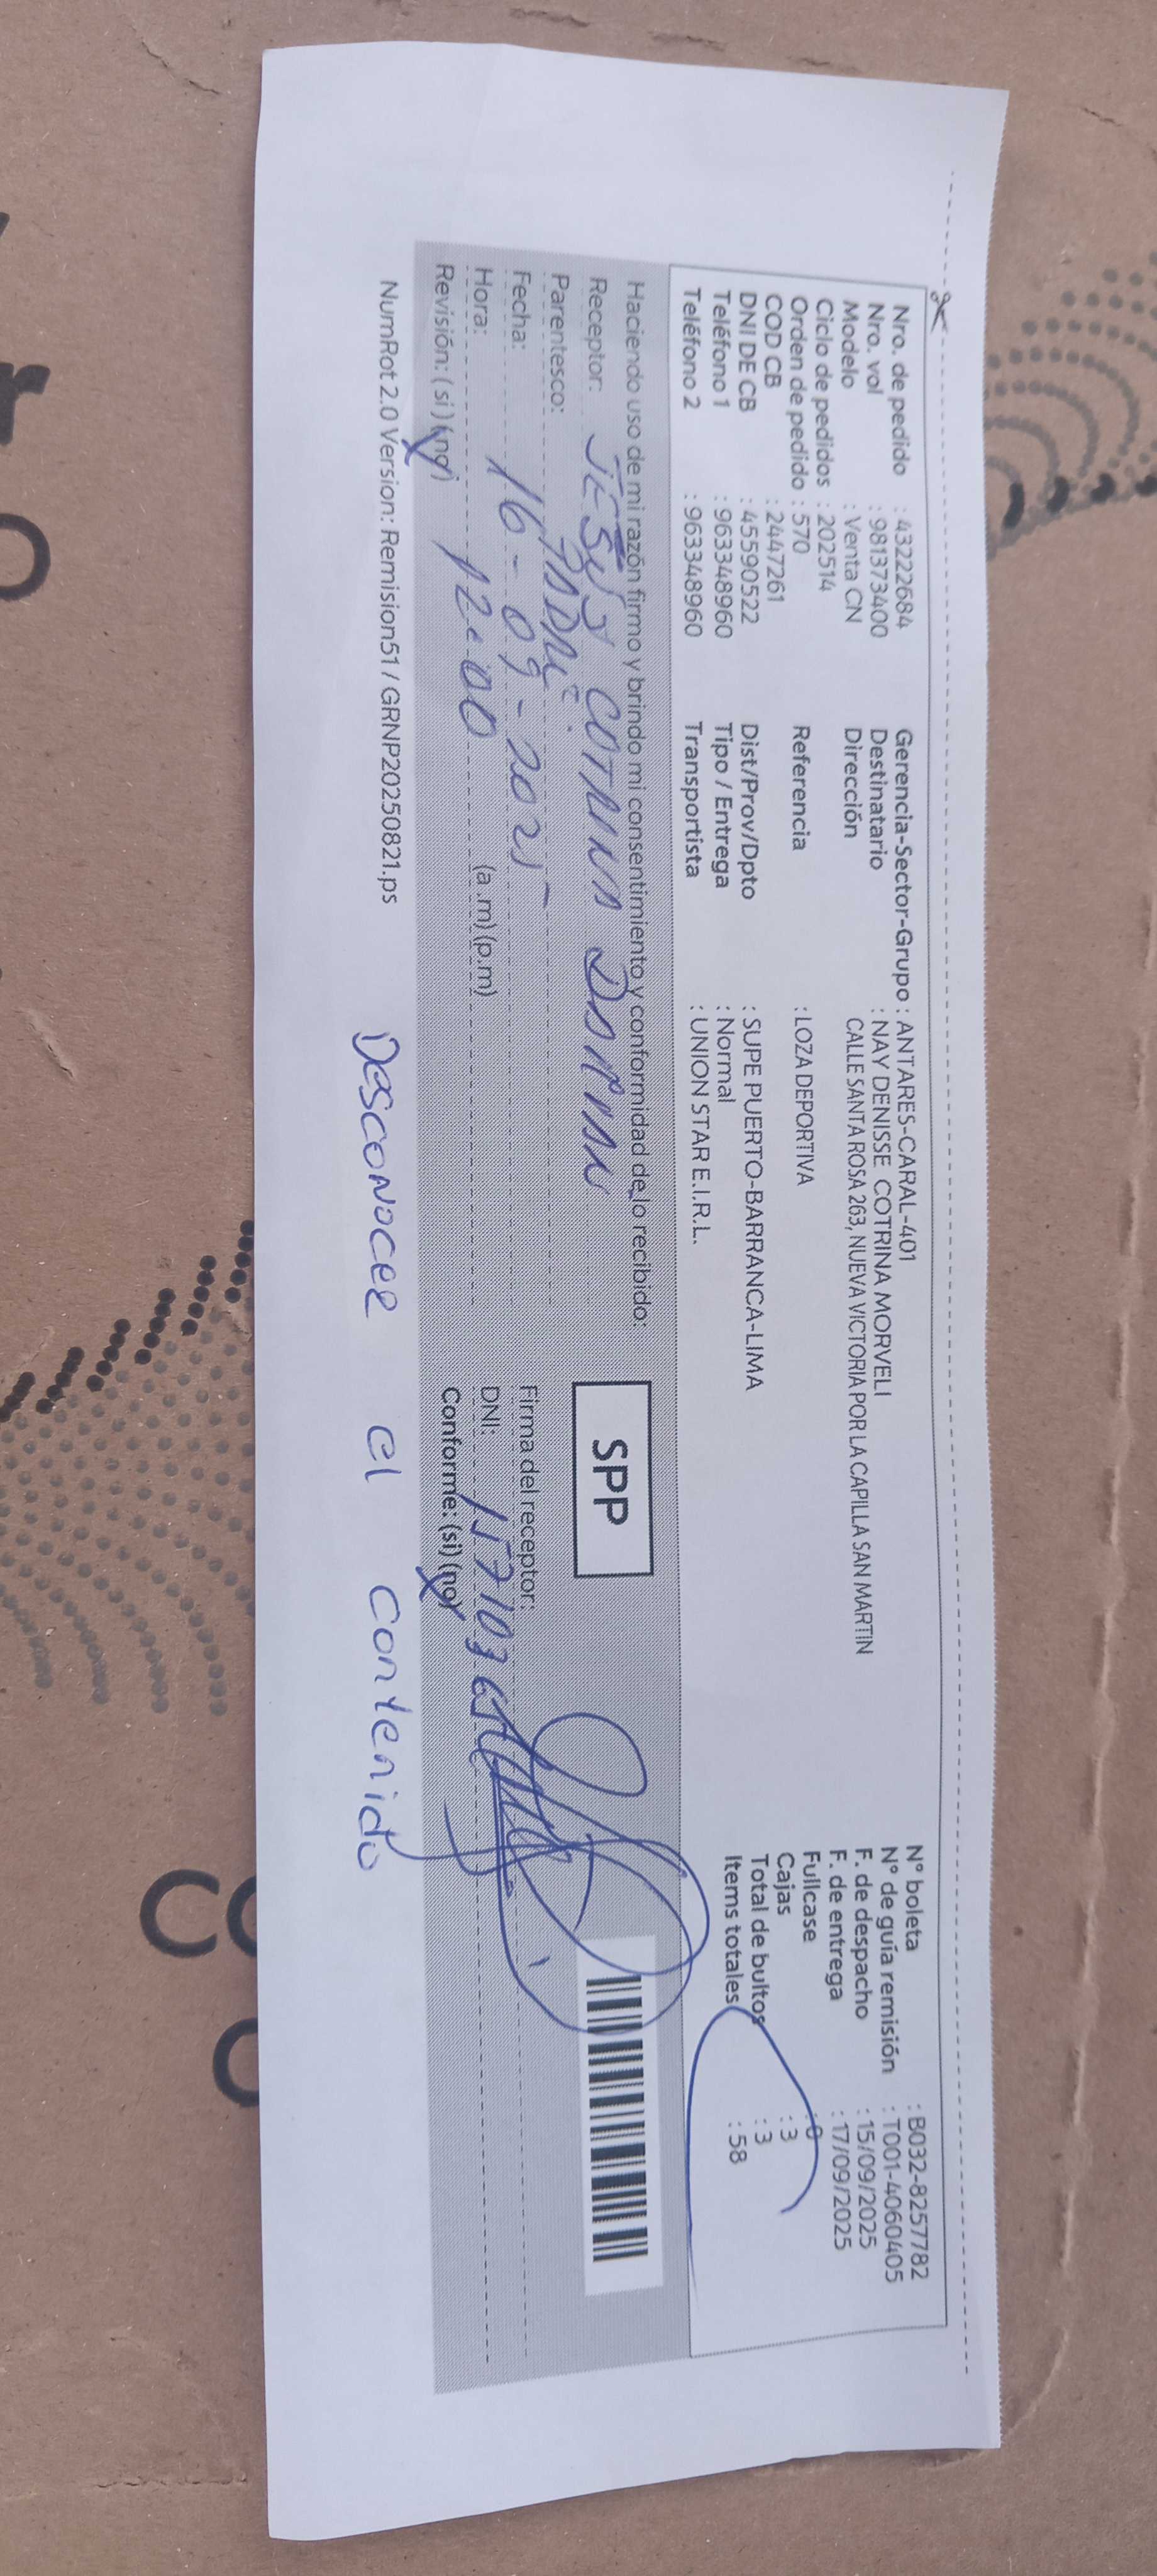 Nro. de pedido : 43222684
Nro. vol : 981373400
Modelo : Venta CN
Ciclo de pedidos : 202514
Orden de pedido : 570
COD CB : 2447261
DNI DE CB : 45590522
Teléfono 1 : 963348960
Teléfono 2 : 963348960
Gerencia-Sector-Grupo : ANTARES-CARAL-401
Destinatario : NAY DENISSE COTRINA MORVELI
Dirección CALLE SANTA ROSA 263, NUEVA VICTORIA POR LA CAPILLA SAN MARTIN
Referencia : LOZA DEPORTIVA
Dist/Prov/Dpto : SUPE PUERTO-BARRANCA-LIMA
Tipo / Entrega : Normal
Transportista : UNION STAR E.I.R.L.
N° boleta : B032-8257782
N° de guía remisión : T001-4060405
F. de despacho : 15/09/2025
F. de entrega : 17/09/2025
Fullcase : 0
Cajas : 3
Total de bultos : 3
Items totales : 58
Haciendo uso de mi razón firmo y brindo mi consentimiento y conformidad de lo recibido:
Receptor: JESUS COTRINA
Parentesco: PADRE
Fecha: 16-09-2025
Hora: 12:00 (a.m) (p.m)
Revisión: (si) (no)
SPP
Firma del receptor:
DNI:
Conforme: (si) (no)
NumRot 2.0 Version: Remision51 / GRNP20250821.ps
Desconoce el contenido